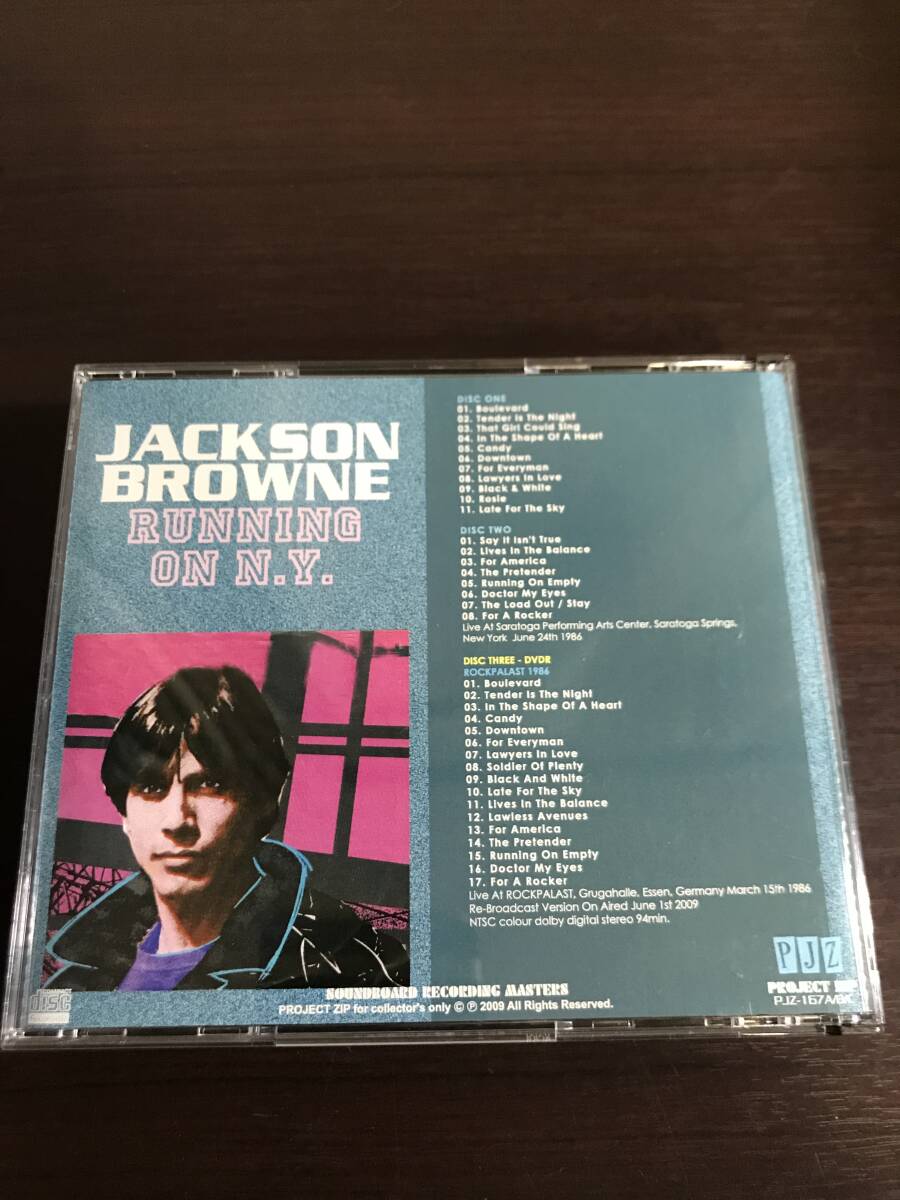 JACKSON
BROWNE
RUNNING
ON N.Y.
DISC ONE
01. Boulevard
02. Tender Is The Night
03. That Girl Could Sing
04. In The Shape Of A Heart
05. Candy
06. Downtown
07. For Everyman
08. Lawyers In Love
09. Black & White
10. Rosie
11. Late For The Sky
DISC TWO
01. Say It Isn't True
02. Lives In The Balance
03. For America
04. The Pretender
05. Running On Empty
06. Doctor My Eyes
07. The Load Out / Stay
08. For A Rocker
Live At Saratoga Performing Arts Center, Saratoga Springs,
New York June 24th 1986
DISC THREE - DVDR
ROCKPALAST 1986
01. Boulevard
02. Tender Is The Night
03. In The Shape Of A Heart
04. Candy
05. Downtown
06. For Everyman
07. Lawyers In Love
08. Soldier Of Plenty
09. Black And White
10. Late For The Sky
11. Lives In The Balance
12. Lawless Avenues
13. For America
14. The Pretender
15. Running On Empty
16. Doctor My Eyes
17. For A Rocker
Live At ROCKPALAST, Grugahalle, Essen, Germany March 15th 1986
Re-Broadcast Version On Aired June 1st 2009
NTSC colour dolby digital stereo 94min.
PJZ
PROJECT ZIP
disc
SOUNDBOARD RECORDING MASTERS
PROJECT ZIP for collector's only © ℗ 2009 All Rights Reserved.